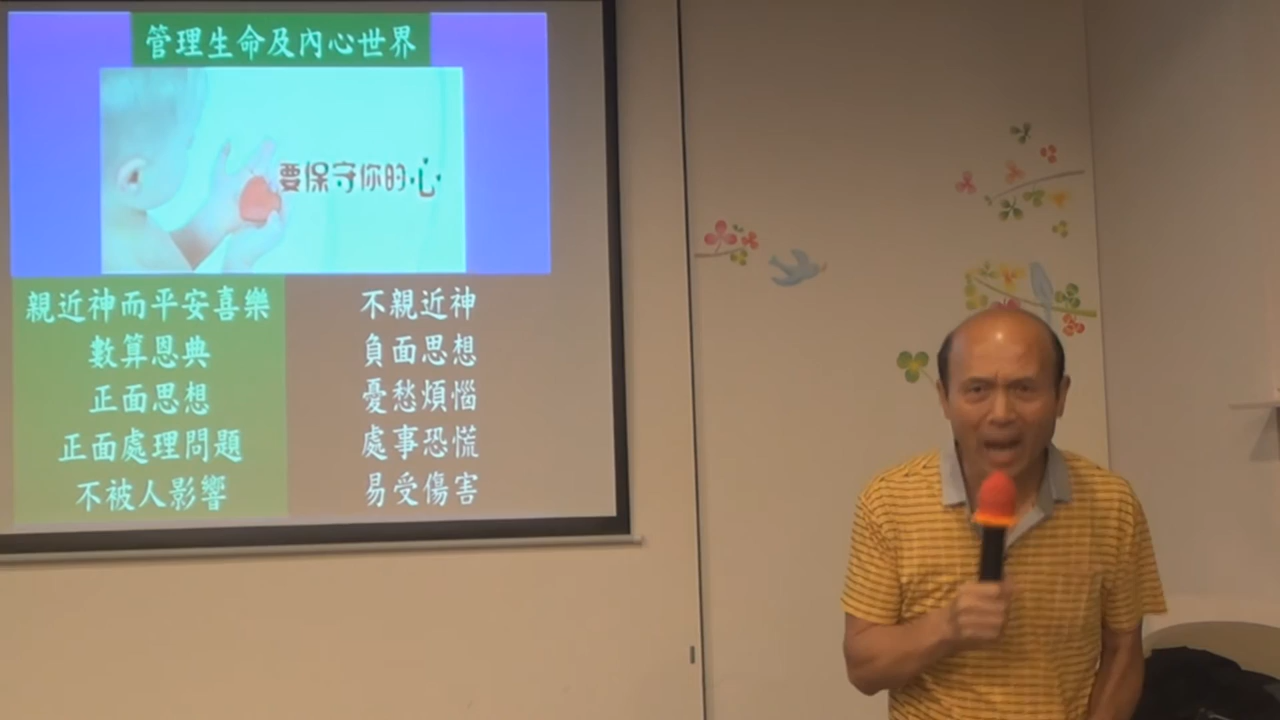 管理生命及內心世界
要保守你的心
親近神而平安喜樂 不親近神
數算恩典 負面思想
正面思想 憂愁煩惱
正面處理問題 處事恐慌
不被人影響 易受傷害